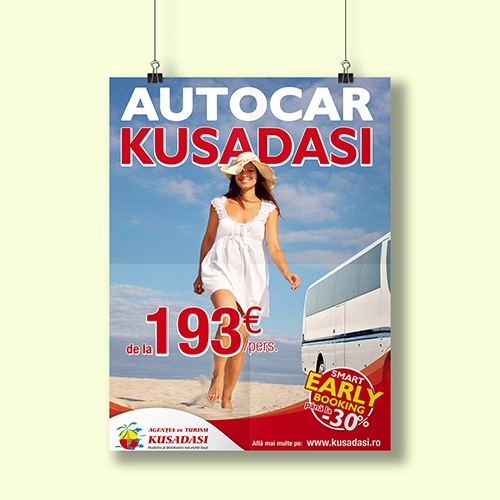 AUTOCAR
KUSADASI
de la 193€
/pers.
SMART
EARLY
BOOKING
până la
-30%
AGENȚIA DE TURISM
KUSADASI
Află mai multe pe: www.kusadasi.ro